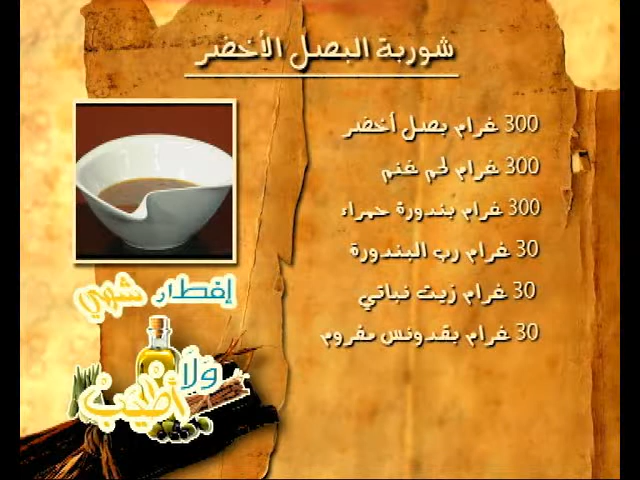 شوربة البصل الأخضر
300 غرام بصل أخضر
300 غرام لحم غنم
300 غرام بندورة حمراء
30 غرام رب البندورة
30 غرام زيت نباتي
30 غرام بقدونس مفروم
إفطار شهي
ولا أطيب